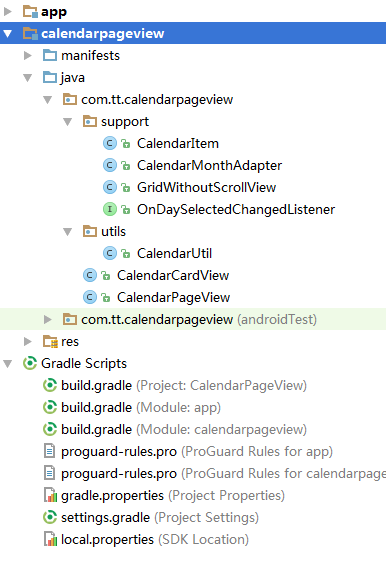 app
calendarpageview
manifests
java
com.tt.calendarpageview
support
CalendarItem
CalendarMonthAdapter
GridWithoutScrollView
OnDaySelectedChangedListener
utils
CalendarUtil
CalendarCardView
CalendarPageView
com.tt.calendarpageview (androidTest)
res
Gradle Scripts
build.gradle (Project: CalendarPageView)
build.gradle (Module: app)
build.gradle (Module: calendarpageview)
proguard-rules.pro (ProGuard Rules for app)
proguard-rules.pro (ProGuard Rules for calendarpage
gradle.properties (Project Properties)
settings.gradle (Project Settings)
local.properties (SDK Location)